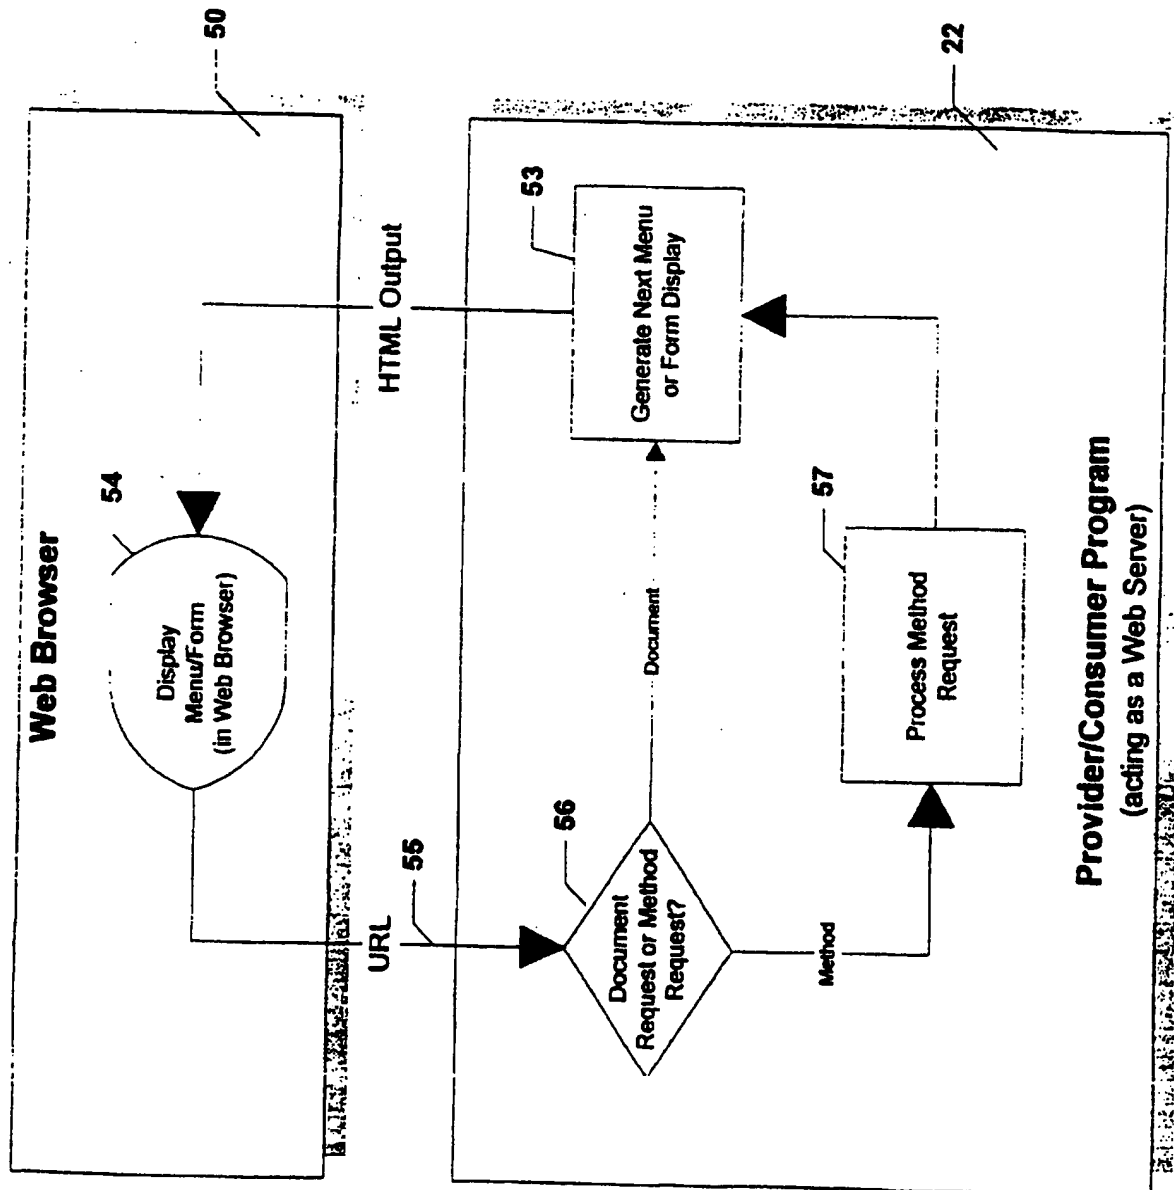 Web Browser
50
54
Display
Menu/Form
(in Web Browser)
URL
55
HTML Output
56
Document
Request or Method
Request?
Document
53
Generate Next Menu
or Form Display
Method
57
Process Method
Request
Provider/Consumer Program
(acting as a Web Server)
22